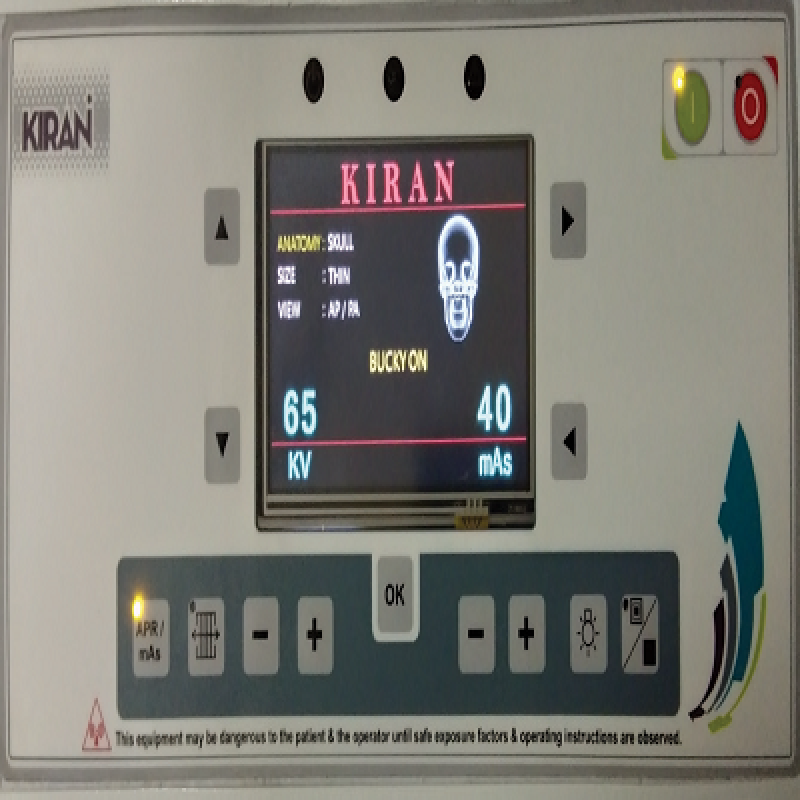 KIRAN
KIRAN
ANATOMY : SKULL
SIZE : THIN
VIEW : AP / PA
BUCKY ON
65
40
KV
mAs
OK
APR /
mAs
This equipment may be dangerous to the patient & the operator until safe exposure factors & operating instructions are observed.